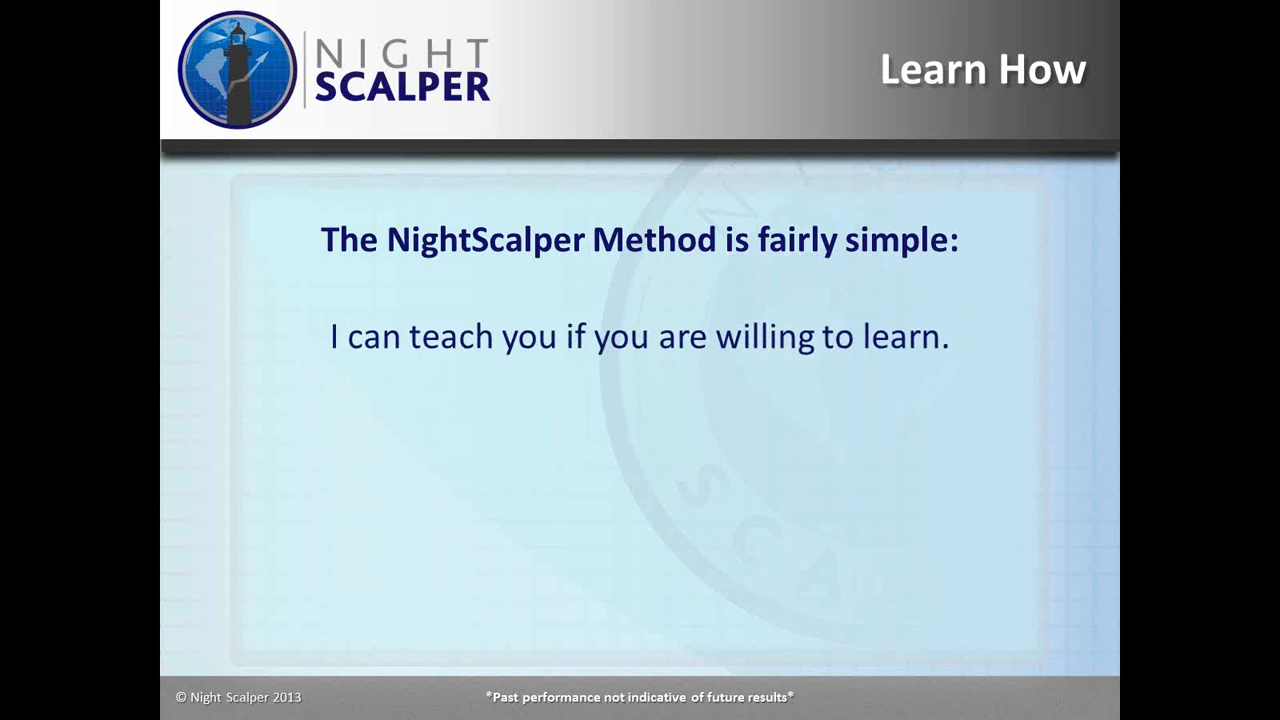 NIGHT
SCALPER
Learn How
The NightScalper Method is fairly simple:
I can teach you if you are willing to learn.
© Night Scalper 2013
*Past performance not indicative of future results*